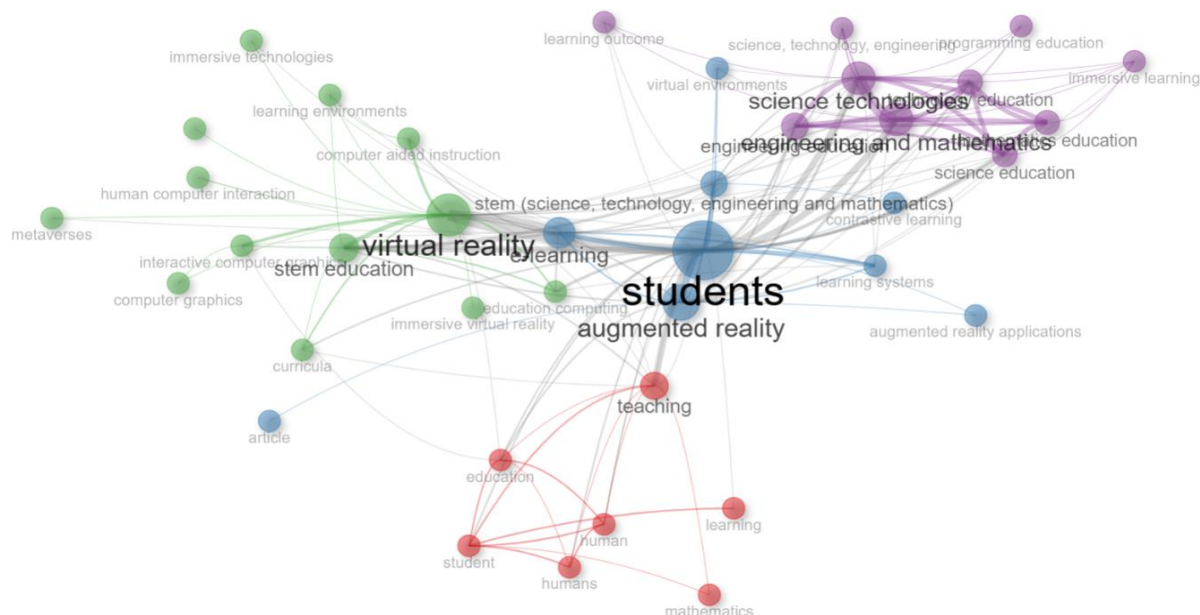 learning outcome
science, technology, engineering
programming education
immersive technologies
virtual environments
immersive learning
learning environments
science technologies
education
engineering and mathematics
education
computer aided instruction
science education
human computer interaction
stem (science, technology, engineering and mathematics)
contrastive learning
metaverses
virtual reality
e-learning
interactive computer graphics
stem education
learning systems
computer graphics
students
education computing
immersive virtual reality
augmented reality
augmented reality applications
curricula
teaching
article
education
learning
human
student
humans
mathematics